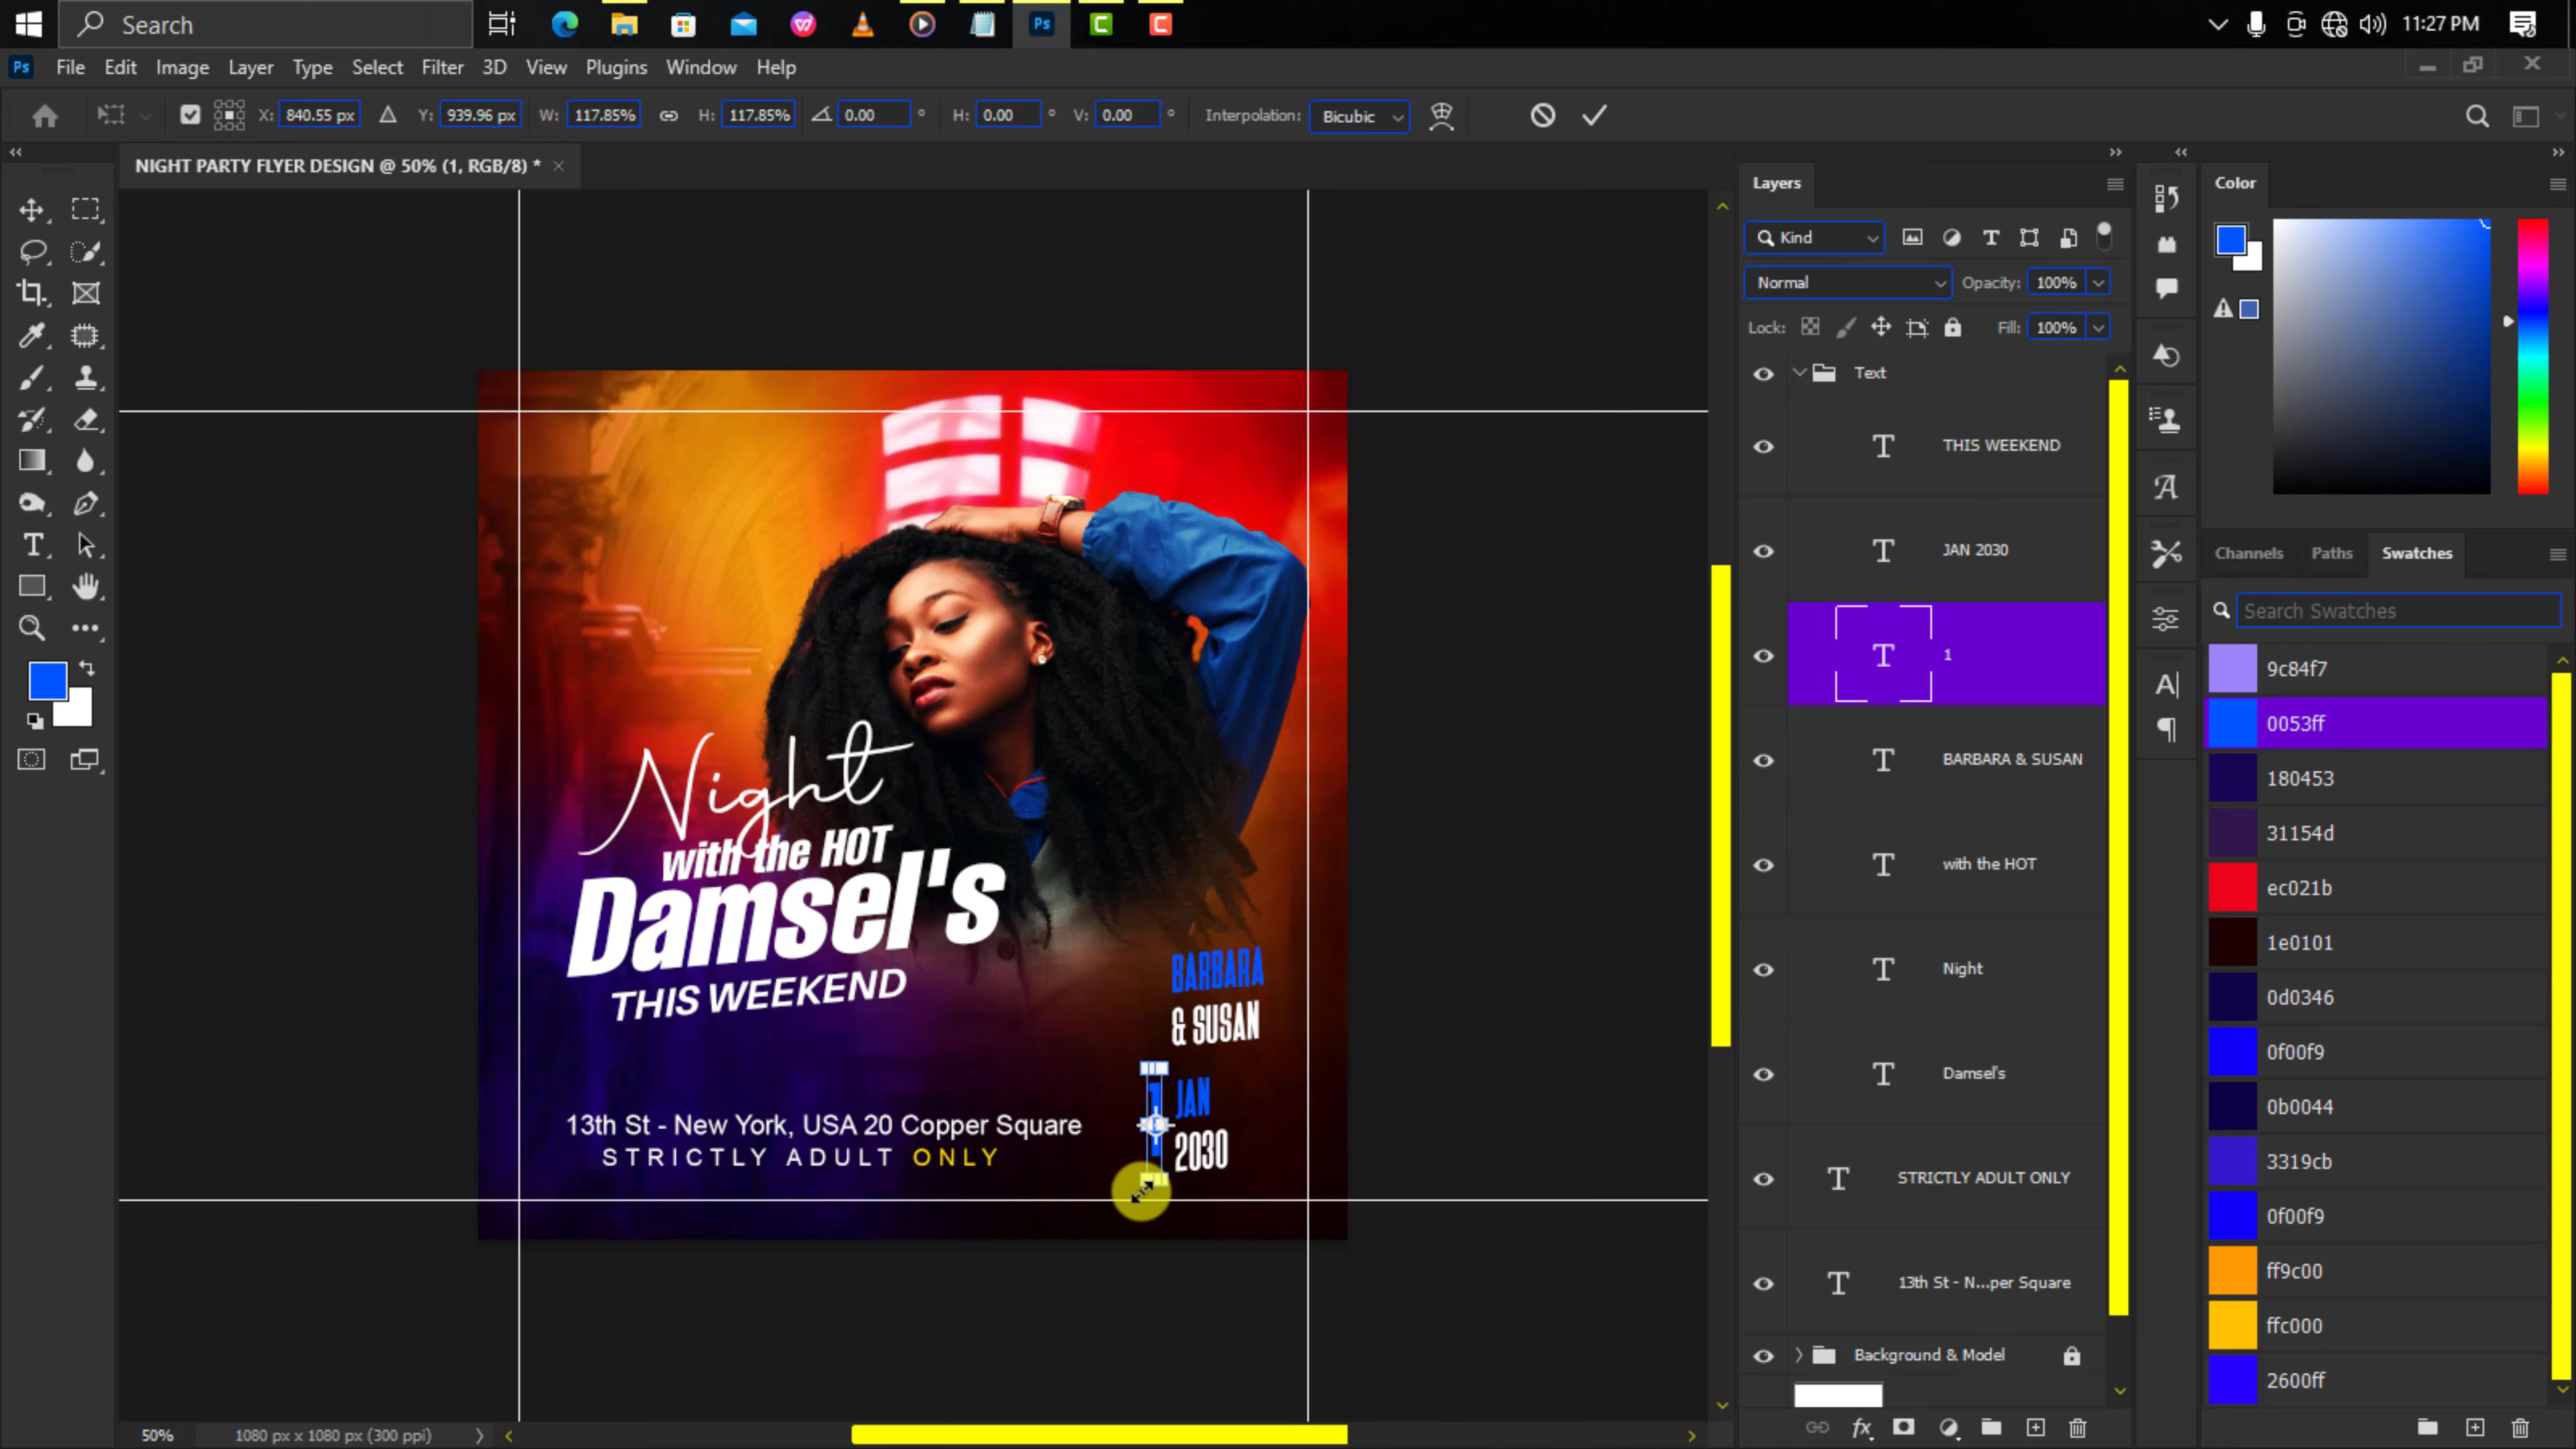 Search
11:27 PM
Ps
File Edit Image Layer Type Select Filter 3D View Plugins Window Help
X: 840.55 px Y: 939.96 px W: 117.85% H: 117.85% 0.00 ° H: 0.00 ° V: 0.00 ° Interpolation: Bicubic
NIGHT PARTY FLYER DESIGN @ 50% (1, RGB/8) *
Night
with the HOT
Damsel's
THIS WEEKEND
BARBARA
& SUSAN
1
JAN
2030
13th St - New York, USA 20 Copper Square
STRICTLY ADULT ONLY
50% 1080 px x 1080 px (300 ppi)
Layers
Kind
Normal Opacity: 100%
Lock: Fill: 100%
Text
THIS WEEKEND
JAN 2030
1
BARBARA & SUSAN
with the HOT
Night
Damsel's
STRICTLY ADULT ONLY
13th St - N...per Square
Background & Model
fx
Color
Channels Paths Swatches
Search Swatches
9c84f7
0053ff
180453
31154d
ec021b
1e0101
0d0346
0f00f9
0b0044
3319cb
0f00f9
ff9c00
ffc000
2600ff